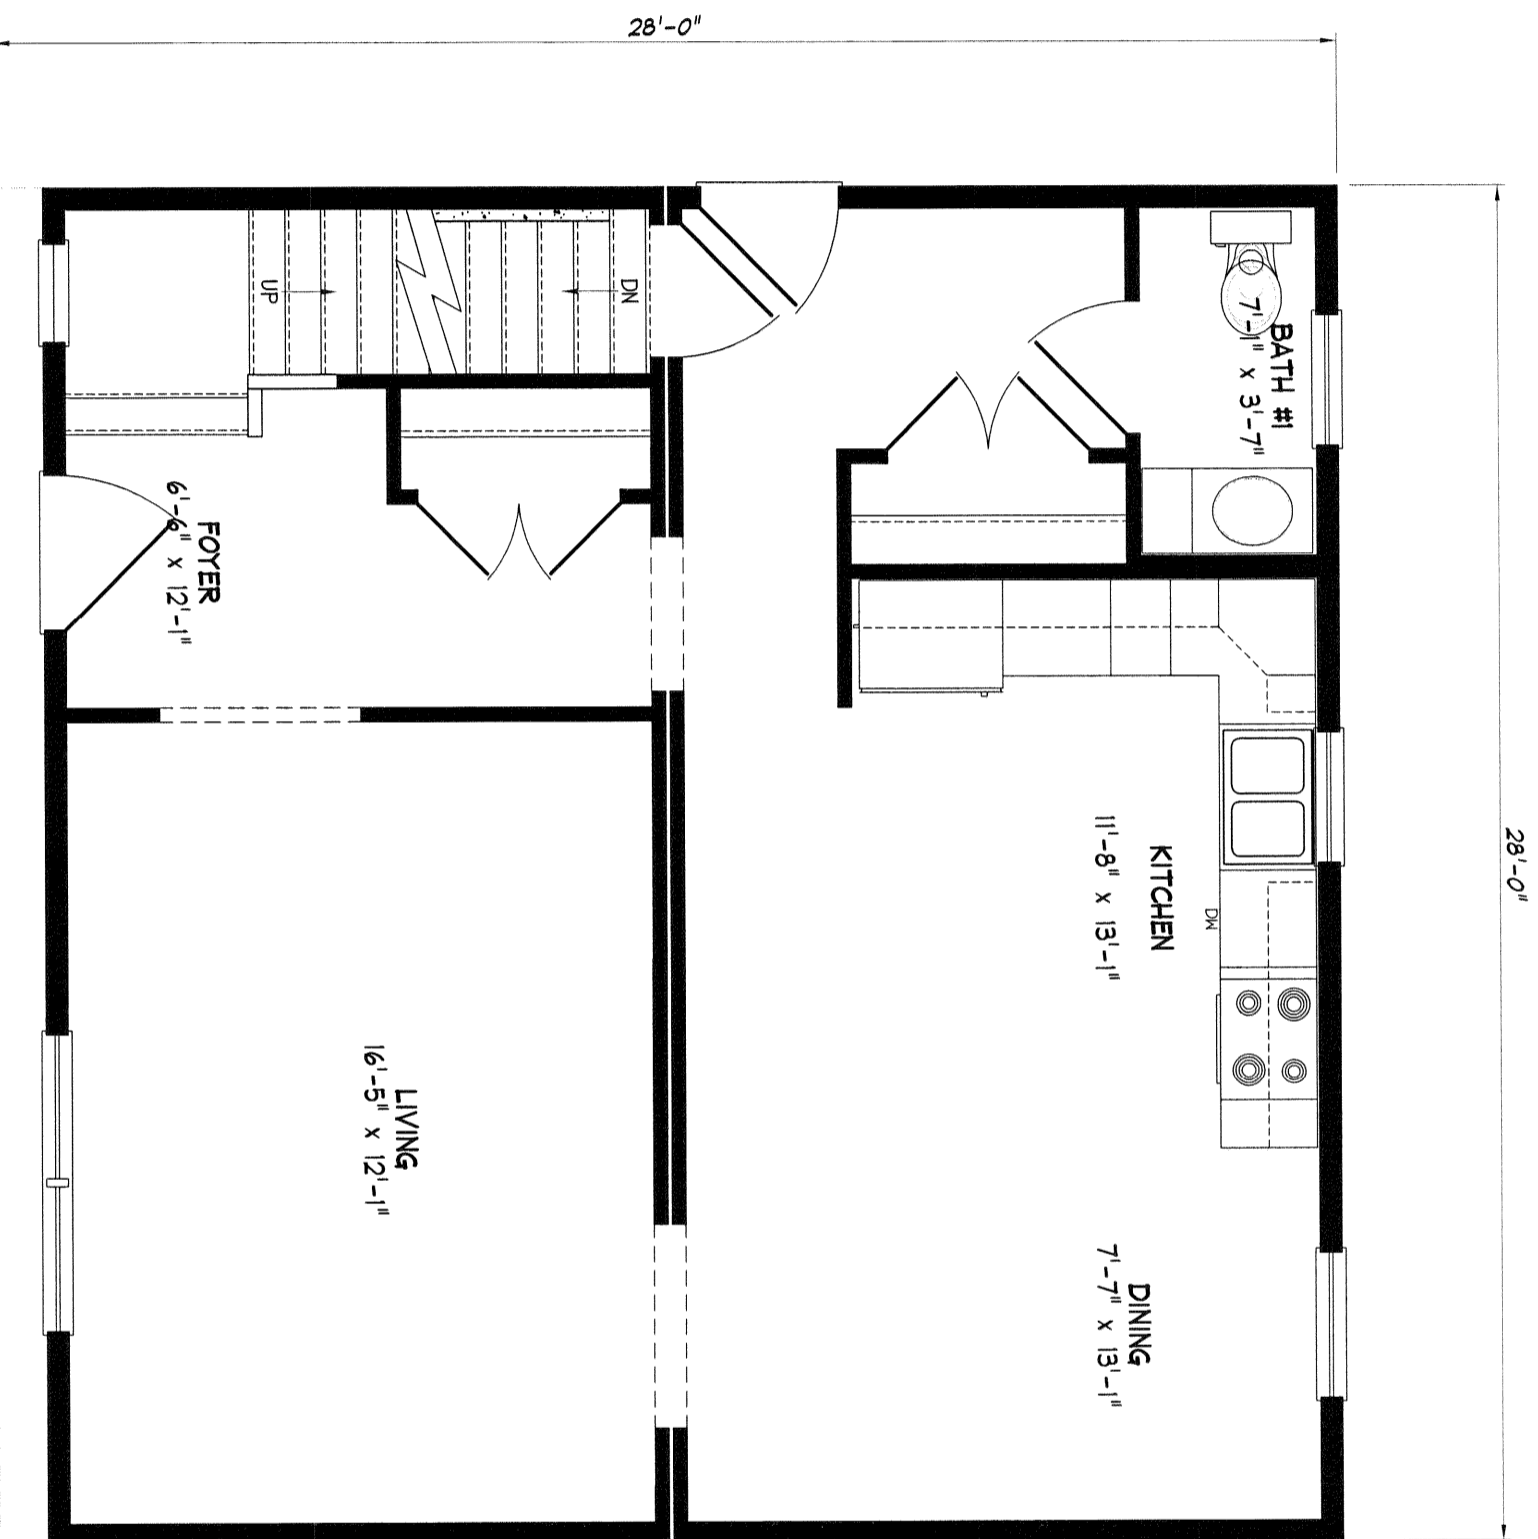 28'-0"
28'-0"
BATH #1
7'-1" x 3'-7"
KITCHEN
11'-8" x 13'-1"
DW
DINING
7'-7" x 13'-1"
DN
UP
FOYER
6'-6" x 12'-1"
LIVING
16'-5" x 12'-1"